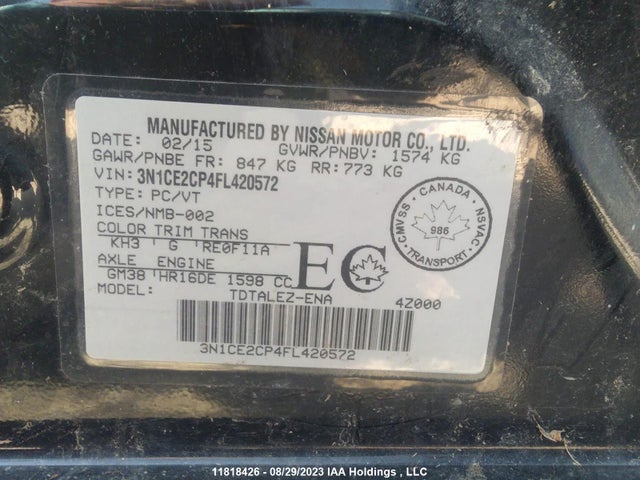 MANUFACTURED BY NISSAN MOTOR CO., LTD.
DATE: 02/15 GVWR/PNBV: 1574 KG
GAWR/PNBE FR: 847 KG RR: 773 KG
VIN: 3N1CE2CP4FL420572
TYPE: PC/VT
ICES/NMB-002
COLOR TRIM TRANS
KH3 G RE0F11A
AXLE ENGINE
GM38 HR16DE 1598 CC
MODEL: TDTALEZ-ENA 4Z000
EC
CANADA
CMVSS NSVAC
986
TRANSPORT
3N1CE2CP4FL420572
11818426 - 08/29/2023 IAA Holdings , LLC